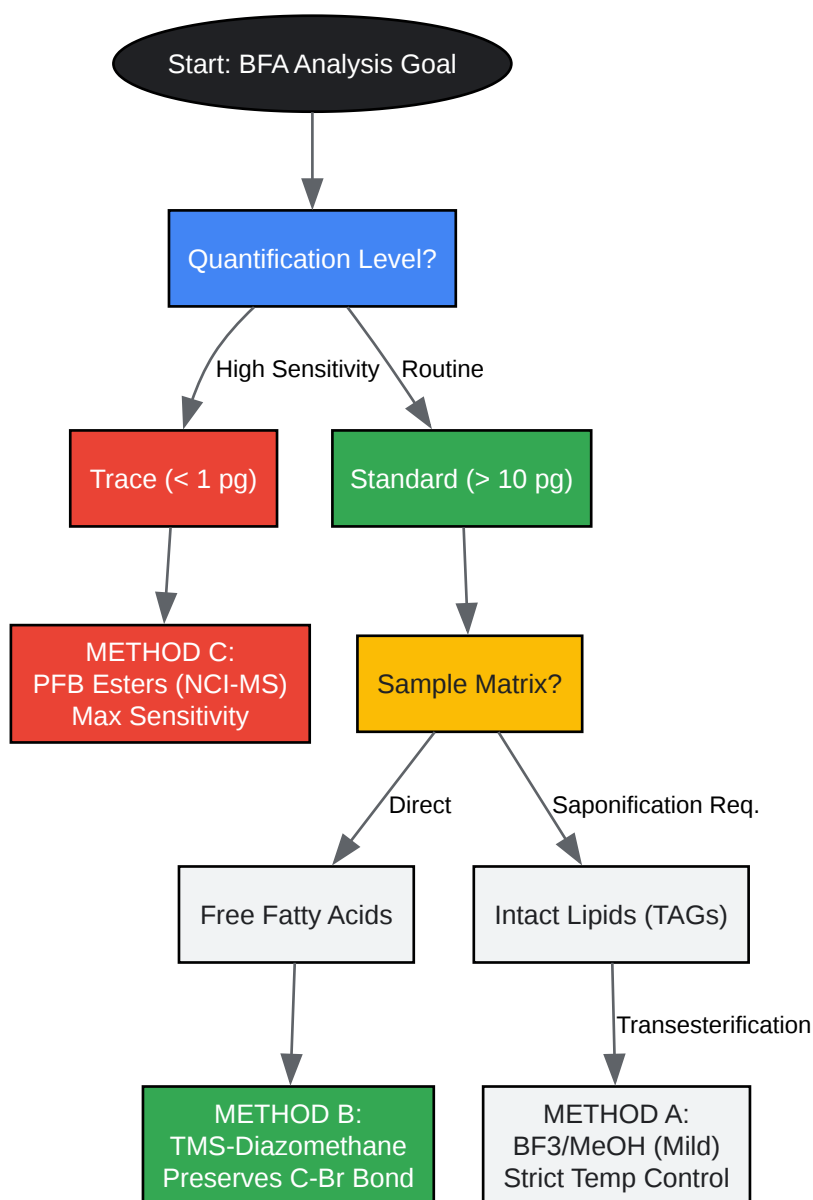 Start: BFA Analysis Goal
Quantification Level?
High Sensitivity
Routine
Trace (< 1 pg)
Standard (> 10 pg)
METHOD C:
PFB Esters (NCI-MS)
Max Sensitivity
Sample Matrix?
Direct
Saponification Req.
Free Fatty Acids
Intact Lipids (TAGs)
Transesterification
METHOD B:
TMS-Diazomethane
Preserves C-Br Bond
METHOD A:
BF3/MeOH (Mild)
Strict Temp Control